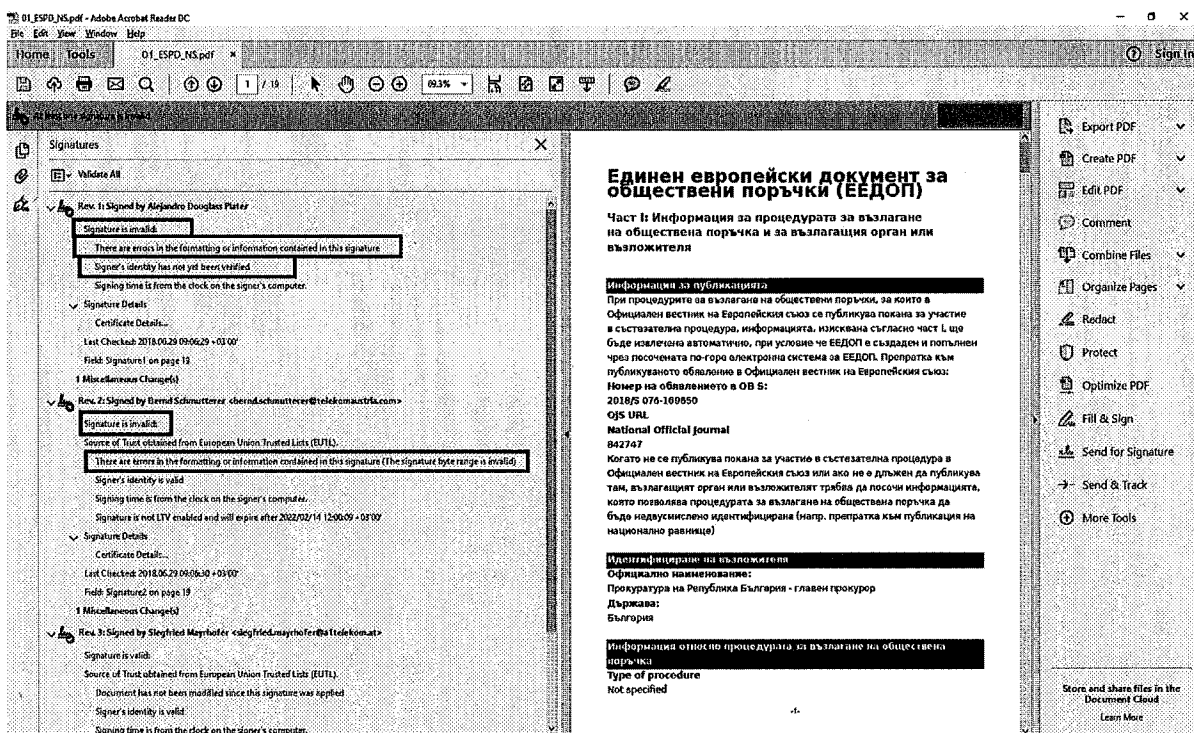 01_ESPD_NS.pdf - Adobe Acrobat Reader DC
File Edit View Window Help
Home Tools 01_ESPD_NS.pdf ×
Sign In
1 / 19
69.3%
At least one signature is invalid.
Signatures
Validate All
Rev. 1: Signed by Alejandro Douglass Plater
Signature is invalid:
There are errors in the formatting or information contained in this signature
Signer's identity has not yet been verified
Signing time is from the clock on the signer's computer.
Signature Details
Certificate Details...
Last Checked: 2018.06.29 09:06:29 +03'00'
Field: Signature1 on page 19
1 Miscellaneous Change(s)
Rev. 2: Signed by Bernd Schmutterer <bernd.schmutterer@telekomaustria.com>
Signature is invalid:
Source of Trust obtained from European Union Trusted Lists (EUTL).
There are errors in the formatting or information contained in this signature (The signature byte range is invalid)
Signer's identity is valid
Signing time is from the clock on the signer's computer.
Signature is not LTV enabled and will expire after 2022/02/14 12:00:09 +03'00'
Signature Details
Certificate Details...
Last Checked: 2018.06.29 09:06:30 +03'00'
Field: Signature2 on page 19
1 Miscellaneous Change(s)
Rev. 3: Signed by Siegfried Mayrhofer <siegfried.mayrhofer@a1telekom.at>
Signature is valid:
Source of Trust obtained from European Union Trusted Lists (EUTL).
Document has not been modified since this signature was applied
Signer's identity is valid
Signing time is from the clock on the signer's computer.
Единен европейски документ за
обществени поръчки (ЕЕДОП)
Част I: Информация за процедурата за възлагане
на обществена поръчка и за възлагащия орган или
възложителя
Информация за публикацията
При процедурите за възлагане на обществени поръчки, за които в
Официален вестник на Европейския съюз се публикува покана за участие
в състезателна процедура, информацията, изисквана съгласно част I, ще
бъде извлечена автоматично, при условие че ЕЕДОП е създаден и попълнен
чрез посочената по-горе електронна система за ЕЕДОП. Препратка към
публикуваното обявление в Официален вестник на Европейския съюз:
Номер на обявлението в ОВ S:
2018/S 076-169650
OJS URL
National Official Journal
842747
Когато не се публикува покана за участие в състезателна процедура в
Официален вестник на Европейския съюз или ако не е длъжен да публикува
там, възлагащият орган или възложителят трябва да посочи информацията,
която позволява процедурата за възлагане на обществена поръчка да
бъде недвусмислено идентифицирана (напр. препратка към публикация на
национално равнище)
Идентифициране на възложителя
Официално наименование:
Прокуратура на Република България - главен прокурор
Държава:
България
Информация относно процедурата за възлагане на обществена
поръчка
Type of procedure
Not specified
-1-
Export PDF
Create PDF
Edit PDF
Comment
Combine Files
Organize Pages
Redact
Protect
Optimize PDF
Fill & Sign
Send for Signature
Send & Track
More Tools
Store and share files in the
Document Cloud
Learn More